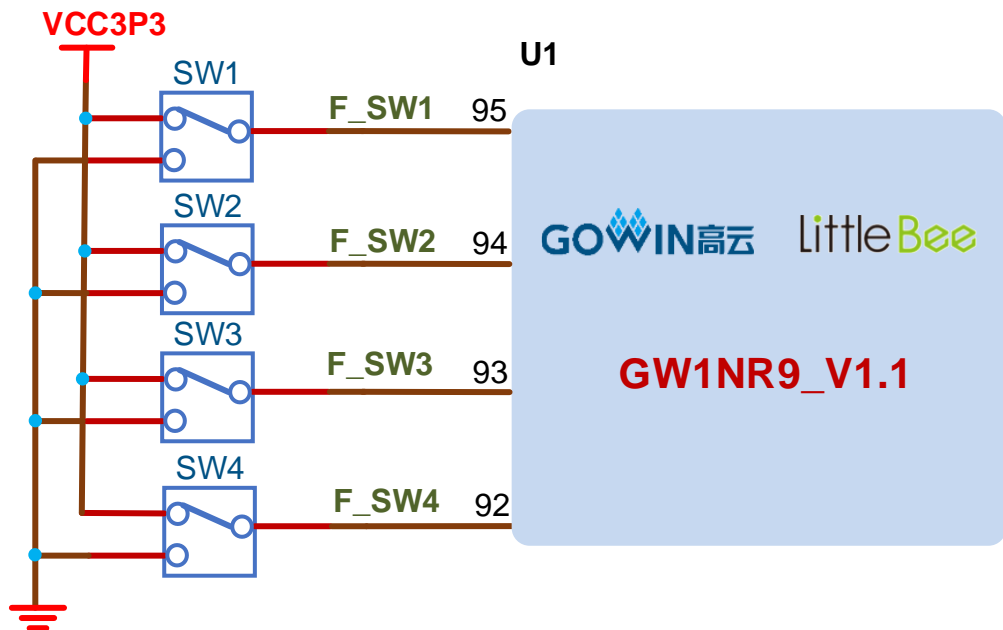 VCC3P3
U1
SW1
F_SW1 95
SW2
F_SW2 94
GOWIN高云 LittleBee
SW3
F_SW3 93
GW1NR9_V1.1
SW4
F_SW4 92